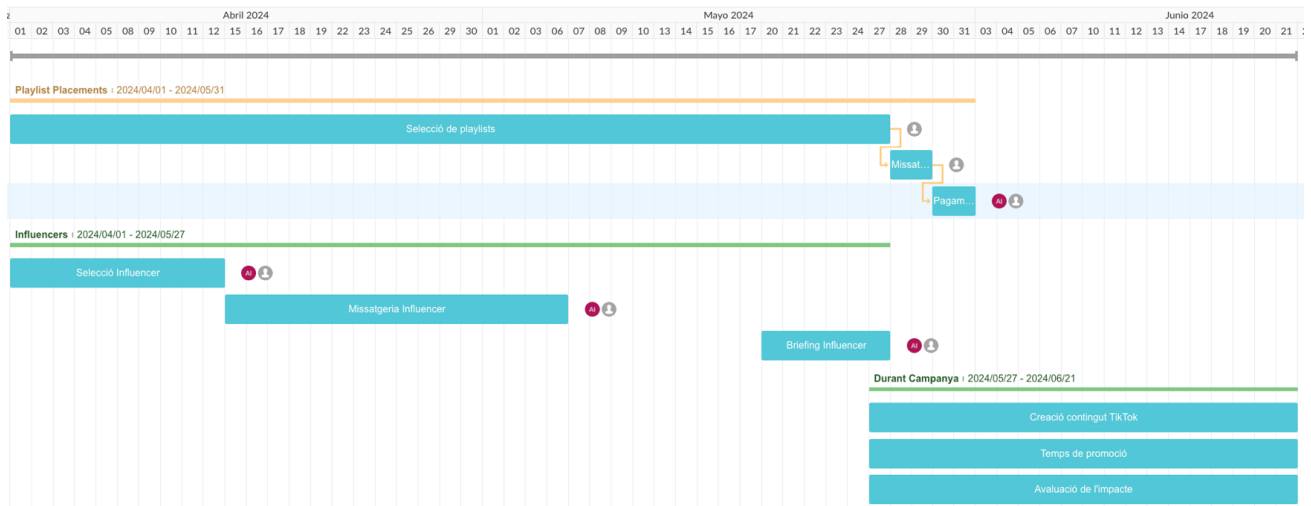 z Abril 2024 Mayo 2024 Junio 2024
01 02 03 04 05 08 09 10 11 12 15 16 17 18 19 22 23 24 25 26 29 30 01 02 03 06 07 08 09 10 13 14 15 16 17 20 21 22 23 24 27 28 29 30 31 03 04 05 06 07 10 11 12 13 14 17 18 19 20 21 2
Playlist Placements 2024/04/01 - 2024/05/31
Selecció de playlists
Missat...
Pagam... AI
Influencers 2024/04/01 - 2024/05/27
Selecció Influencer AI
Missatgeria Influencer AI
Briefing Influencer AI
Durant Campanya 2024/05/27 - 2024/06/21
Creació contingut TikTok
Temps de promoció
Avaluació de l'impacte